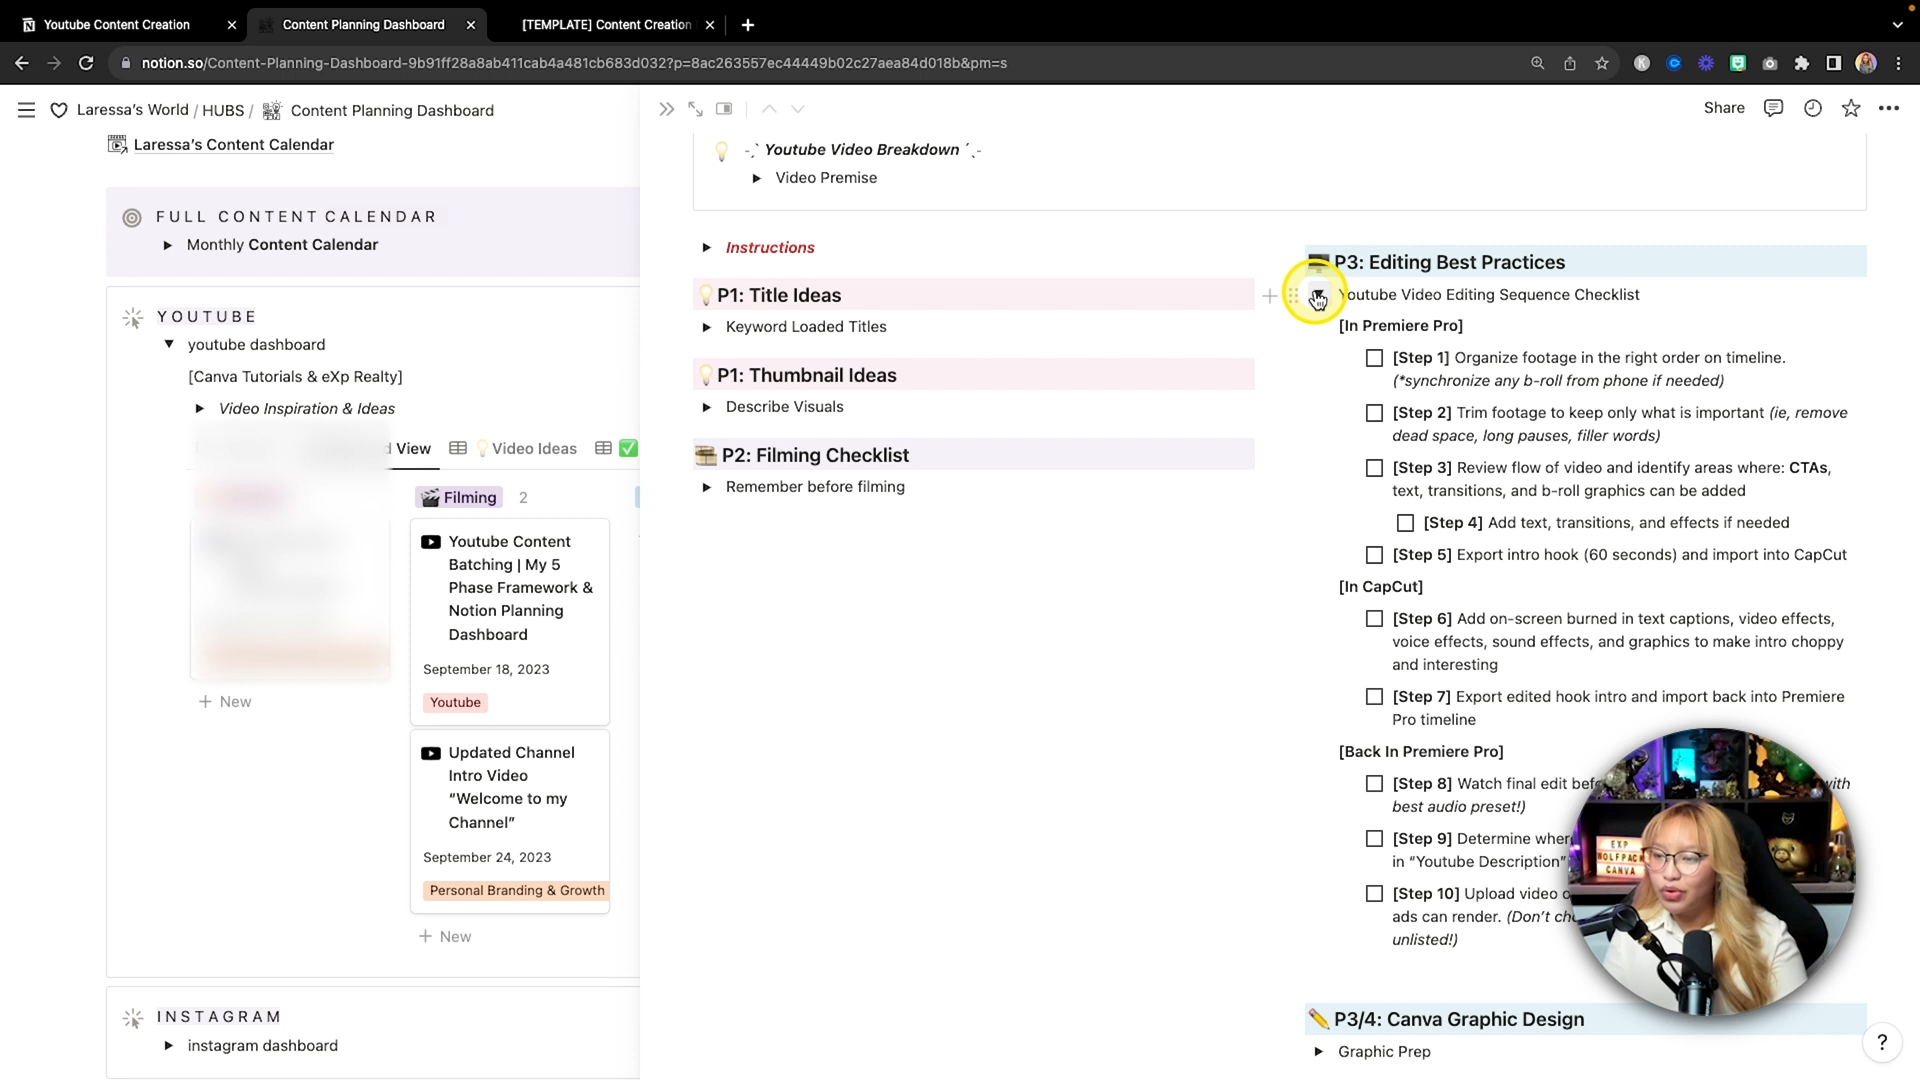 Youtube Content Creation
Content Planning Dashboard
[TEMPLATE] Content Creation
notion.so/Content-Planning-Dashboard-9b91ff28a8ab411cab4a481cb683d032?p=8ac263557ec44449b02c27aea84d018b&pm=s
Laressa's World / HUBS / Content Planning Dashboard
Share
Laressa's Content Calendar
FULL CONTENT CALENDAR
Monthly Content Calendar
YOUTUBE
youtube dashboard
[Canva Tutorials & eXp Realty]
Video Inspiration & Ideas
View
Video Ideas
Filming 2
Youtube Content
Batching | My 5
Phase Framework &
Notion Planning
Dashboard
September 18, 2023
Youtube
+ New
Updated Channel
Intro Video
“Welcome to my
Channel”
September 24, 2023
Personal Branding & Growth
+ New
INSTAGRAM
instagram dashboard
-ˏˋ Youtube Video Breakdown ˊˎ-
Video Premise
Instructions
P1: Title Ideas
Keyword Loaded Titles
P1: Thumbnail Ideas
Describe Visuals
P2: Filming Checklist
Remember before filming
P3: Editing Best Practices
Youtube Video Editing Sequence Checklist
[In Premiere Pro]
[Step 1] Organize footage in the right order on timeline.
(*synchronize any b-roll from phone if needed)
[Step 2] Trim footage to keep only what is important (ie, remove
dead space, long pauses, filler words)
[Step 3] Review flow of video and identify areas where: CTAs,
text, transitions, and b-roll graphics can be added
[Step 4] Add text, transitions, and effects if needed
[Step 5] Export intro hook (60 seconds) and import into CapCut
[In CapCut]
[Step 6] Add on-screen burned in text captions, video effects,
voice effects, sound effects, and graphics to make intro choppy
and interesting
[Step 7] Export edited hook intro and import back into Premiere
Pro timeline
[Back In Premiere Pro]
[Step 8] Watch final edit with
best audio preset!)
[Step 9] Determine
in “Youtube Description”
[Step 10] Upload video
ads can render. (Don't
unlisted!)
EXP
WOLFPACK
CANVA
P3/4: Canva Graphic Design
Graphic Prep
?